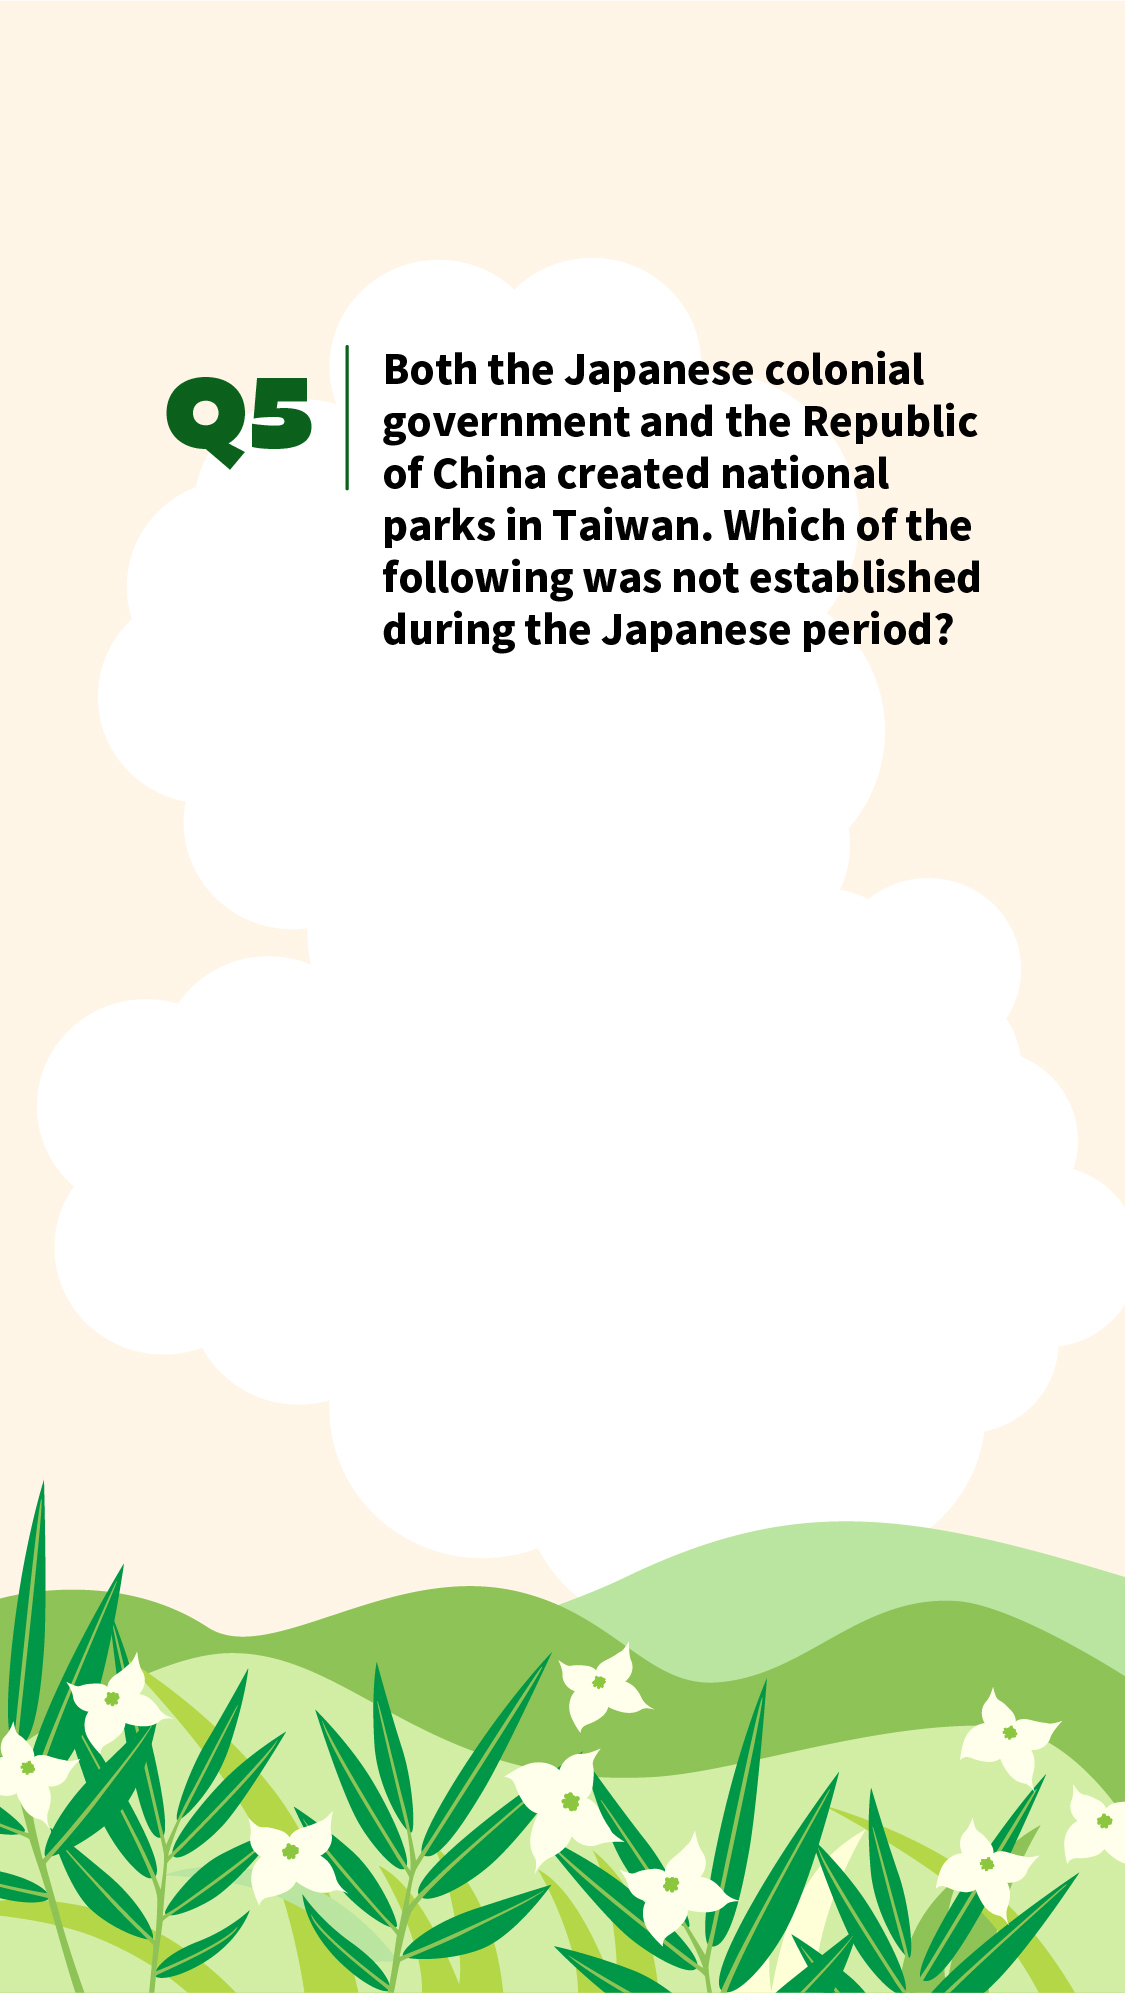 Q5
Both the Japanese colonial
government and the Republic
of China created national
parks in Taiwan. Which of the
following was not established
during the Japanese period?